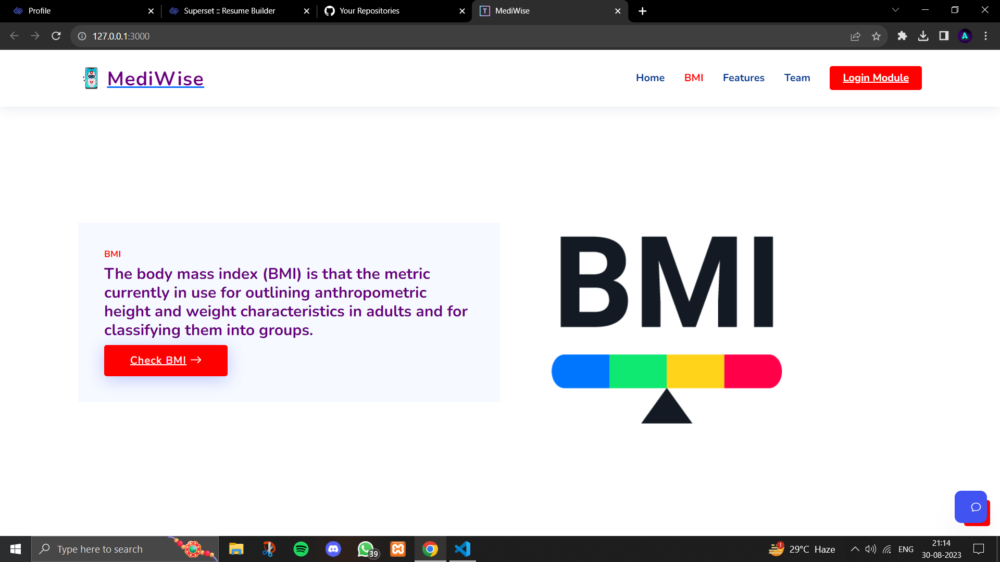 Profile
Superset :: Resume Builder
Your Repositories
T
MediWise
127.0.0.1:3000
A
MediWise
Home
BMI
Features
Team
Login Module
BMI
The body mass index (BMI) is that the metric
currently in use for outlining anthropometric
height and weight characteristics in adults and for
classifying them into groups.
Check BMI
BMI
Type here to search
39
1
29°C Haze
ENG
21:14
30-08-2023